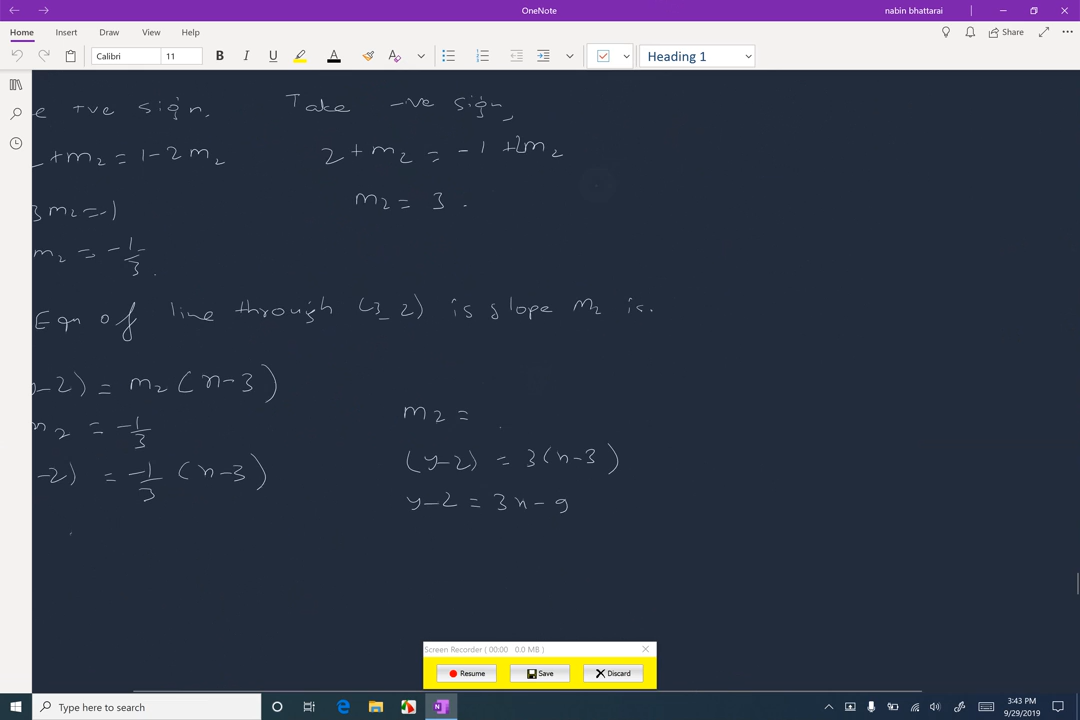 OneNote
nabin bhattarai
Home Insert Draw View Help
Share
Calibri 11 B I U A Heading 1
e +ve sign.
Take -ve sign,
2+m2 = 1-2m2
2+m2 = -1+2m2
3m2 = -1
m2 = 3.
m2 = -1/3.
Eqn of line through (3, 2) is slope m2 is.
y-2) = m2(x-3)
m2 = -1/3
-2) = -1/3 (x-3)
m2 =
(y-2) = 3(x-3)
y-2 = 3x-9
Screen Recorder ( 00:00 0.0 MB )
Resume Save Discard
Type here to search
3:43 PM
9/29/2019